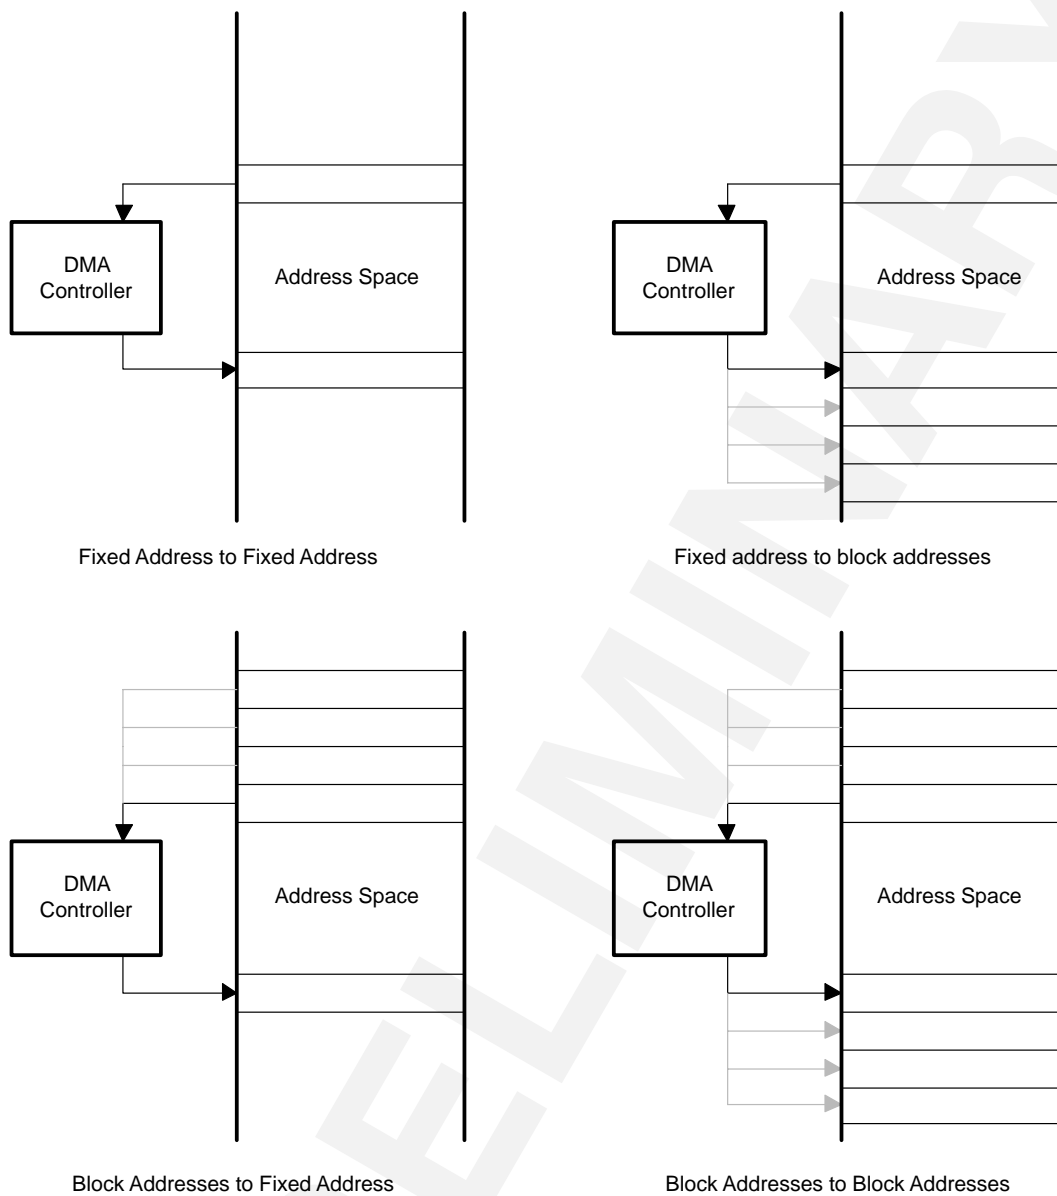 DMA
Controller
Address Space
DMA
Controller
Address Space
Fixed Address to Fixed Address
Fixed address to block addresses
DMA
Controller
Address Space
DMA
Controller
Address Space
Block Addresses to Fixed Address
Block Addresses to Block Addresses
ELIMINARY